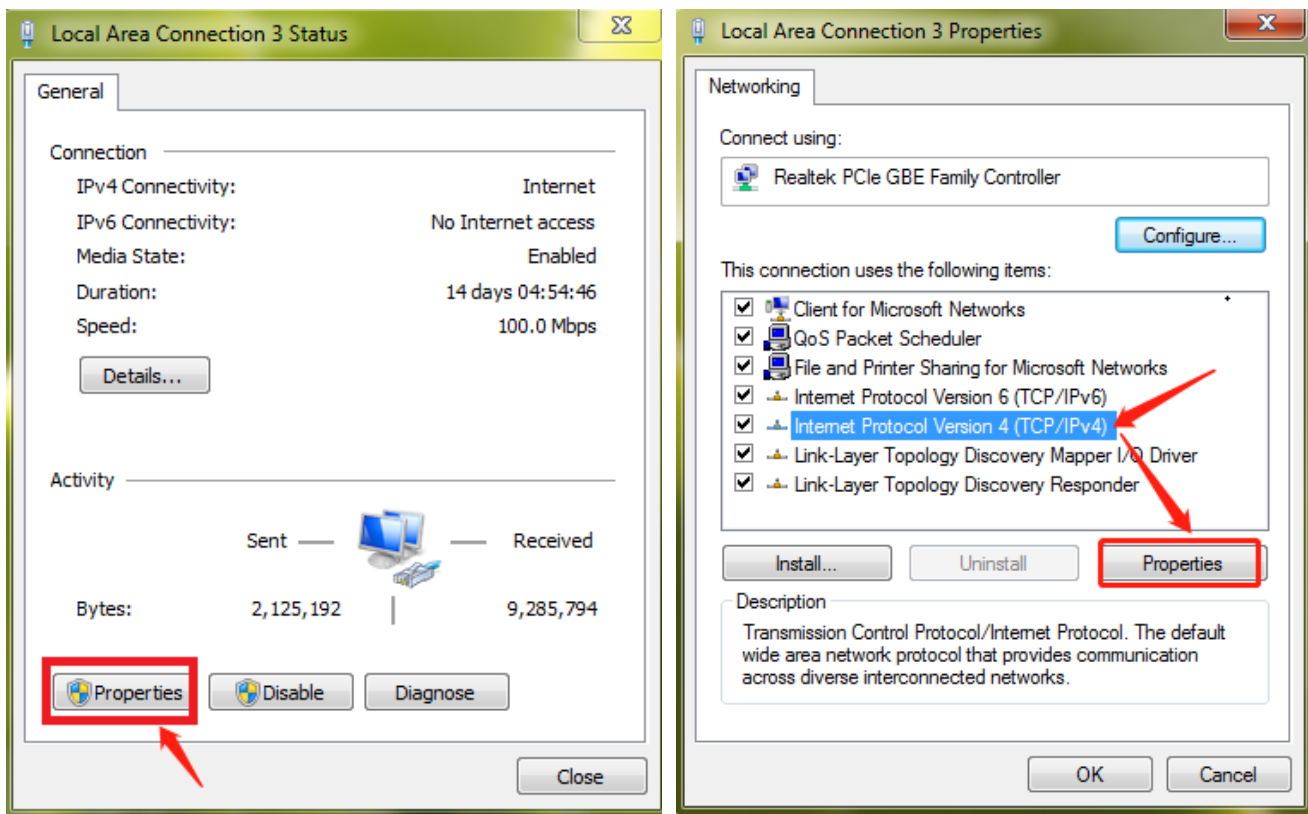 Local Area Connection 3 Status
General
Connection
IPv4 Connectivity: Internet
IPv6 Connectivity: No Internet access
Media State: Enabled
Duration: 14 days 04:54:46
Speed: 100.0 Mbps
Details...
Activity
Sent Received
Bytes: 2,125,192 9,285,794
Properties Disable Diagnose
Close
Local Area Connection 3 Properties
Networking
Connect using:
Realtek PCIe GBE Family Controller
Configure...
This connection uses the following items:
Client for Microsoft Networks
QoS Packet Scheduler
File and Printer Sharing for Microsoft Networks
Internet Protocol Version 6 (TCP/IPv6)
Internet Protocol Version 4 (TCP/IPv4)
Link-Layer Topology Discovery Mapper I/O Driver
Link-Layer Topology Discovery Responder
Install... Uninstall Properties
Description
Transmission Control Protocol/Internet Protocol. The default
wide area network protocol that provides communication
across diverse interconnected networks.
OK Cancel